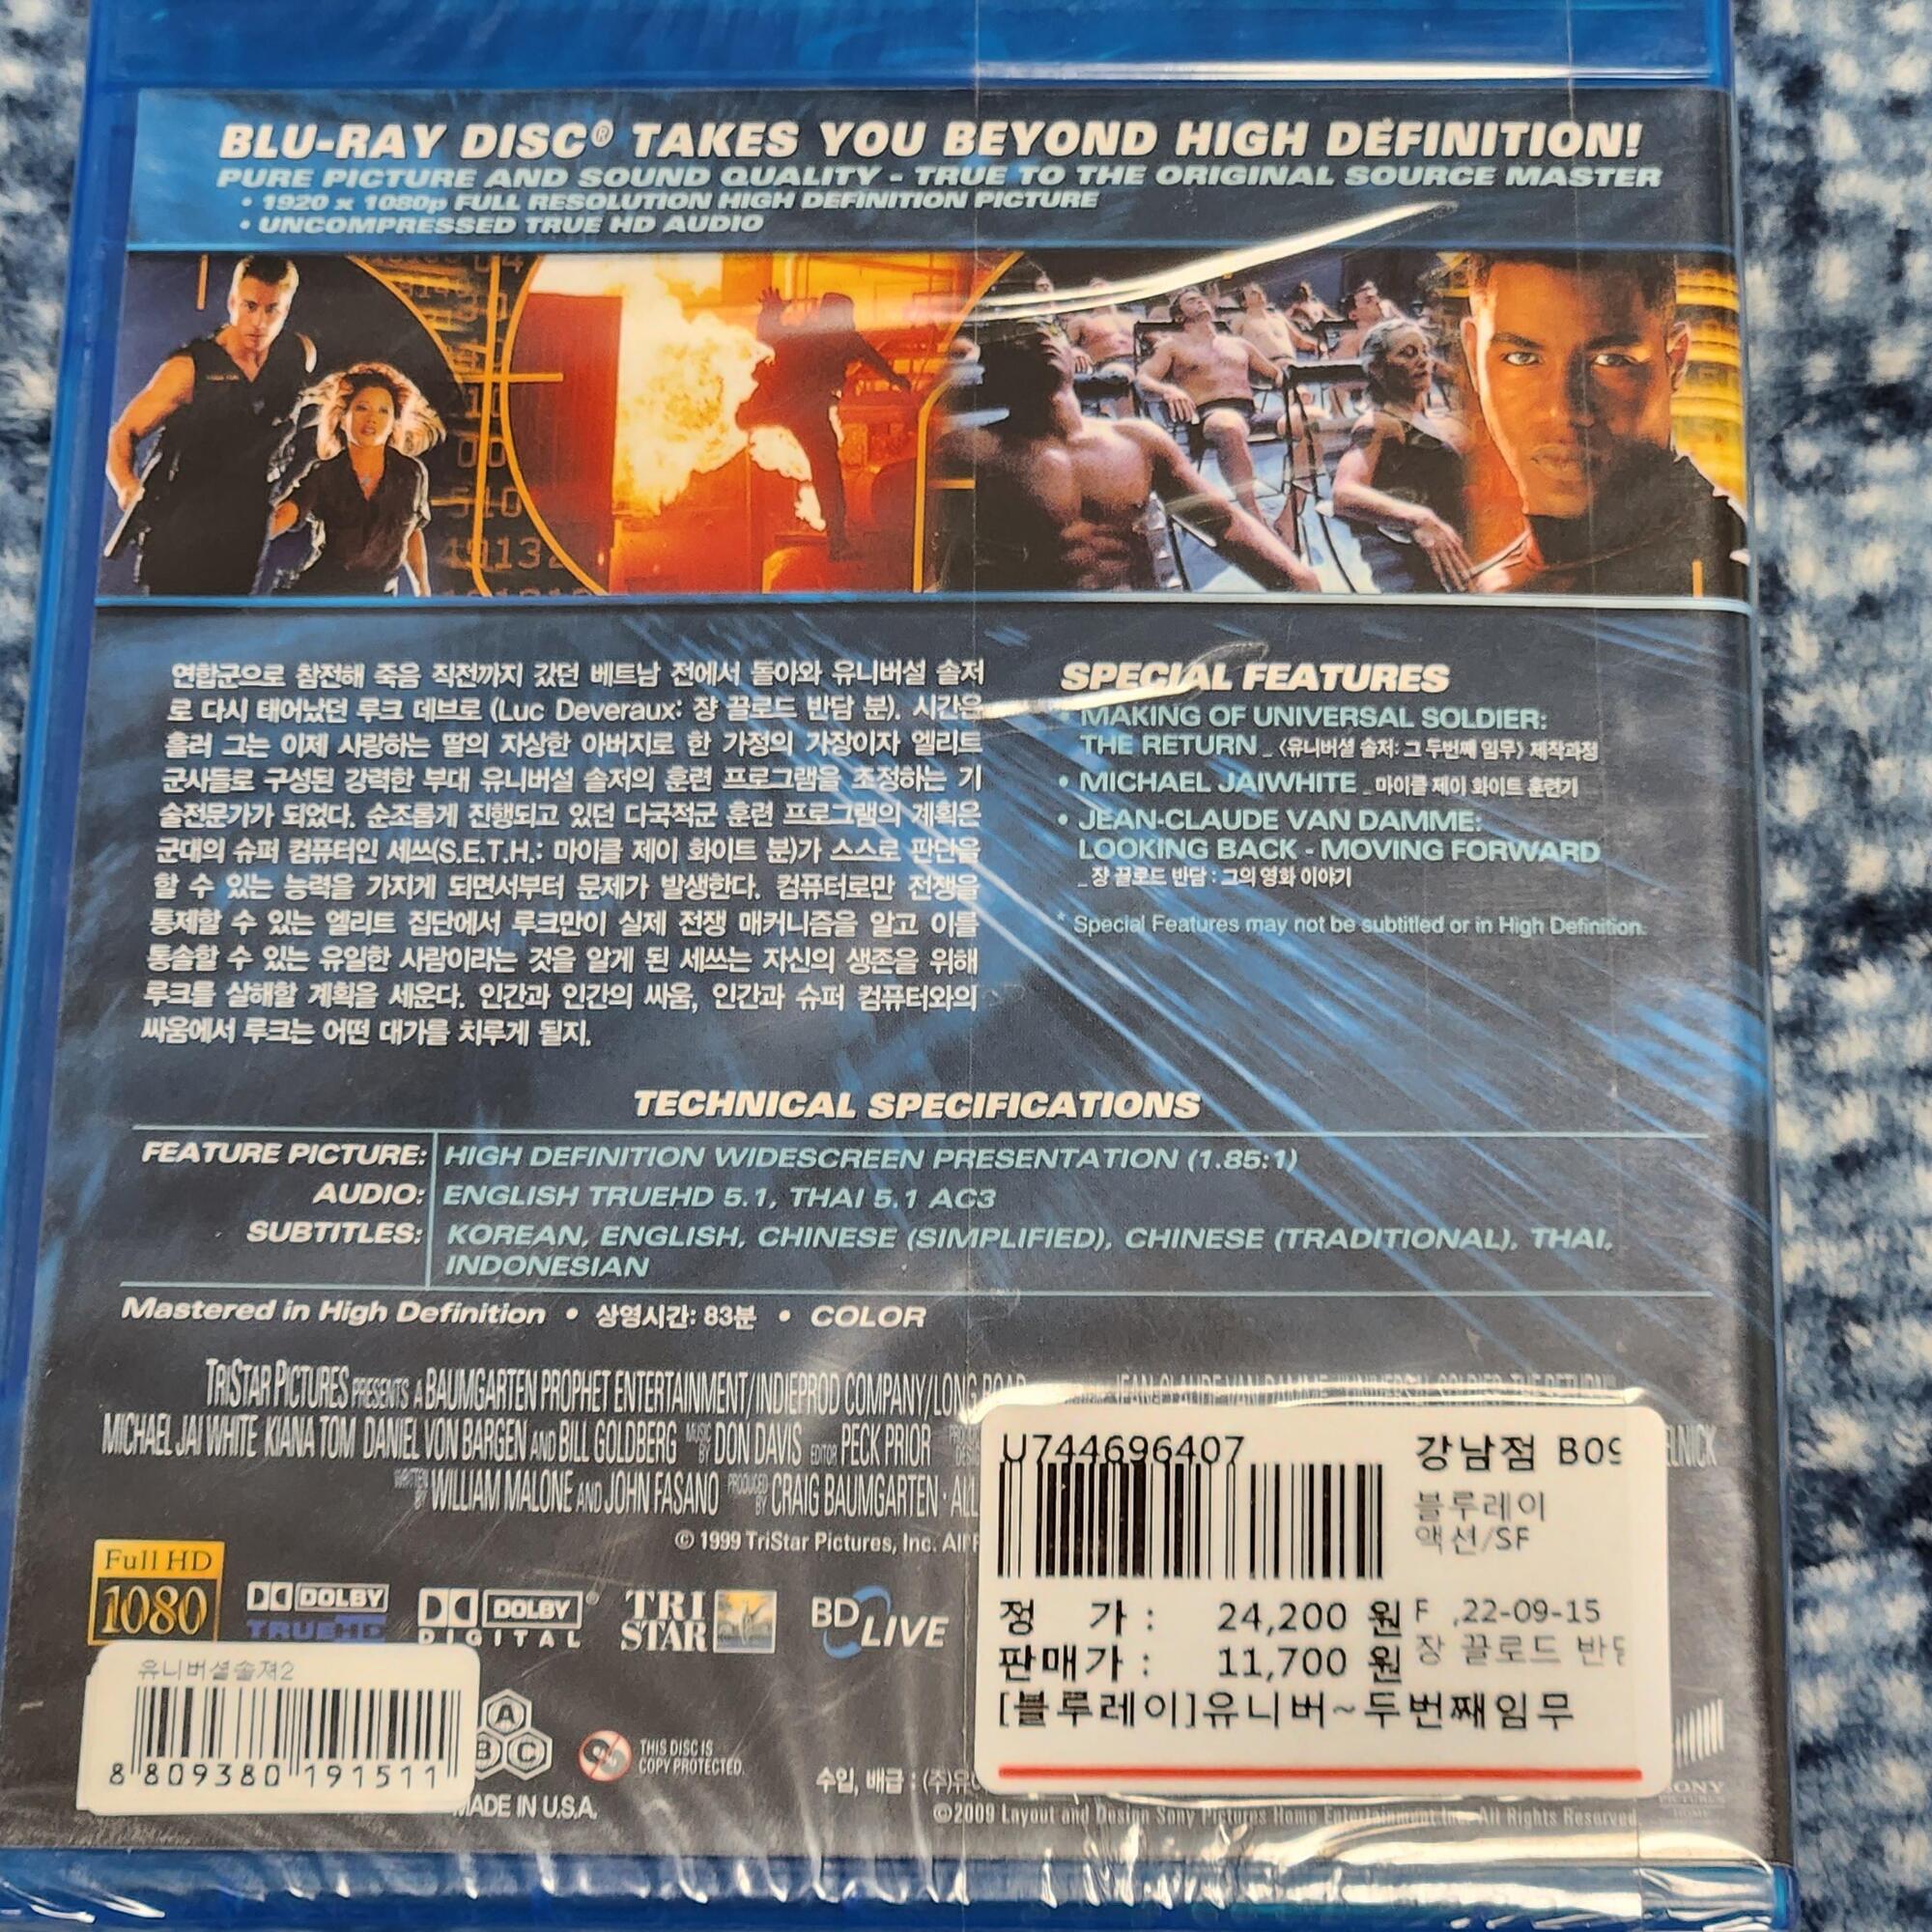 BLU-RAY DISC® TAKES YOU BEYOND HIGH DEFINITION!
PURE PICTURE AND SOUND QUALITY - TRUE TO THE ORIGINAL SOURCE MASTER
• 1920 x 1080p FULL RESOLUTION HIGH DEFINITION PICTURE
• UNCOMPRESSED TRUE HD AUDIO
연합군으로 참전해 죽음 직전까지 갔던 베트남 전에서 돌아와 유니버설 솔저
로 다시 태어났던 루크 데브로 (Luc Deveraux: 쟝 끌로드 반담 분). 시간은
흘러 그는 이제 사랑하는 딸의 자상한 아버지로 한 가정의 가장이자 엘리트
군사들로 구성된 강력한 부대 유니버설 솔저의 훈련 프로그램을 조정하는 기
술전문가가 되었다. 순조롭게 진행되고 있던 다국적군 훈련 프로그램의 계획은
군대의 슈퍼 컴퓨터인 세쓰(S.E.T.H.: 마이클 제이 화이트 분)가 스스로 판단을
할 수 있는 능력을 가지게 되면서부터 문제가 발생한다. 컴퓨터로만 전쟁을
통제할 수 있는 엘리트 집단에서 루크만이 실제 전쟁 매커니즘을 알고 이를
통솔할 수 있는 유일한 사람이라는 것을 알게 된 세쓰는 자신의 생존을 위해
루크를 살해할 계획을 세운다. 인간과 인간의 싸움, 인간과 슈퍼 컴퓨터와의
싸움에서 루크는 어떤 대가를 치루게 될지.
SPECIAL FEATURES
• MAKING OF UNIVERSAL SOLDIER:
THE RETURN _ 〈유니버셜 솔저: 그 두번째 임무〉 제작과정
• MICHAEL JAIWHITE _ 마이클 제이 화이트 훈련기
• JEAN-CLAUDE VAN DAMME:
LOOKING BACK - MOVING FORWARD
_ 쟝 끌로드 반담 : 그의 영화 이야기
* Special Features may not be subtitled or in High Definition.
TECHNICAL SPECIFICATIONS
FEATURE PICTURE: HIGH DEFINITION WIDESCREEN PRESENTATION (1.85:1)
AUDIO: ENGLISH TRUEHD 5.1, THAI 5.1 AC3
SUBTITLES: KOREAN, ENGLISH, CHINESE (SIMPLIFIED), CHINESE (TRADITIONAL), THAI,
INDONESIAN
Mastered in High Definition • 상영시간: 83분 • COLOR
TRISTAR PICTURES PRESENTS A BAUMGARTEN PROPHET ENTERTAINMENT/INDIEPROD COMPANY/LONG ROAD JEAN-CLAUDE VAN DAMME UNIVERSAL SOLDIER: THE RETURN
MICHAEL JAI WHITE KIANA TOM DANIEL VON BARGEN AND BILL GOLDBERG MUSIC BY DON DAVIS EDITOR PECK PRIOR
WRITTEN BY WILLIAM MALONE AND JOHN FASANO PRODUCED BY CRAIG BAUMGARTEN
© 1999 TriStar Pictures, Inc. All
U744696407
강남점 B09
블루레이
액션/SF
정 가 : 24,200 원
F ,22-09-15
판매가 : 11,700 원
장 끌로드 반담
[블루레이]유니버~두번째임무
Full HD
1080
DOLBY
TRUEHD
DOLBY
DIGITAL
TRI
STAR
BD LIVE
유니버셜솔져2
8 809380 191511
A
B C
THIS DISC IS
COPY PROTECTED.
MADE IN U.S.A.
수입, 배급 : (주)유
SONY
PICTURES
©2009 Layout and Design Sony Pictures Home Entertainment Inc. All Rights Reserved.